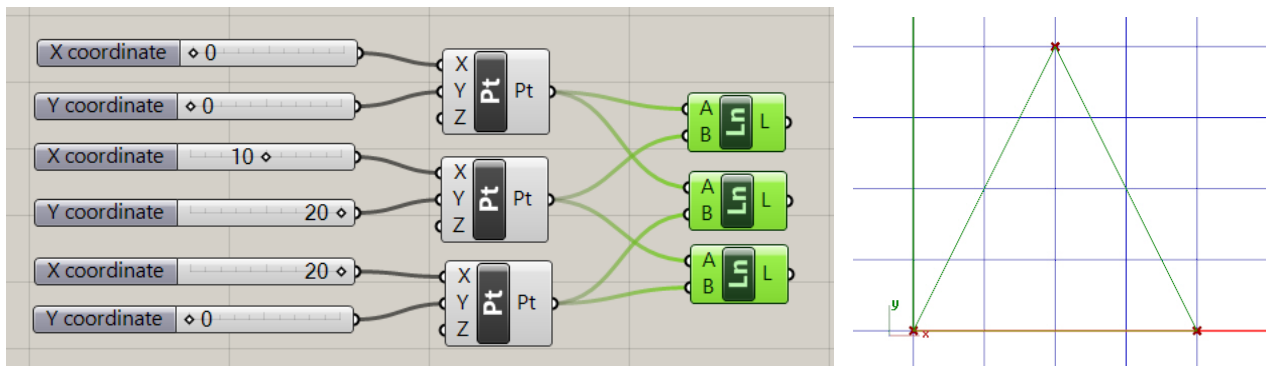 X coordinate 0
Y coordinate 0
X coordinate 10
Y coordinate 20
X coordinate 20
Y coordinate 0
X
Y
Z
Pt
Pt
X
Y
Z
Pt
Pt
X
Y
Z
Pt
Pt
A
B
Ln
L
A
B
Ln
L
A
B
Ln
L
y
x